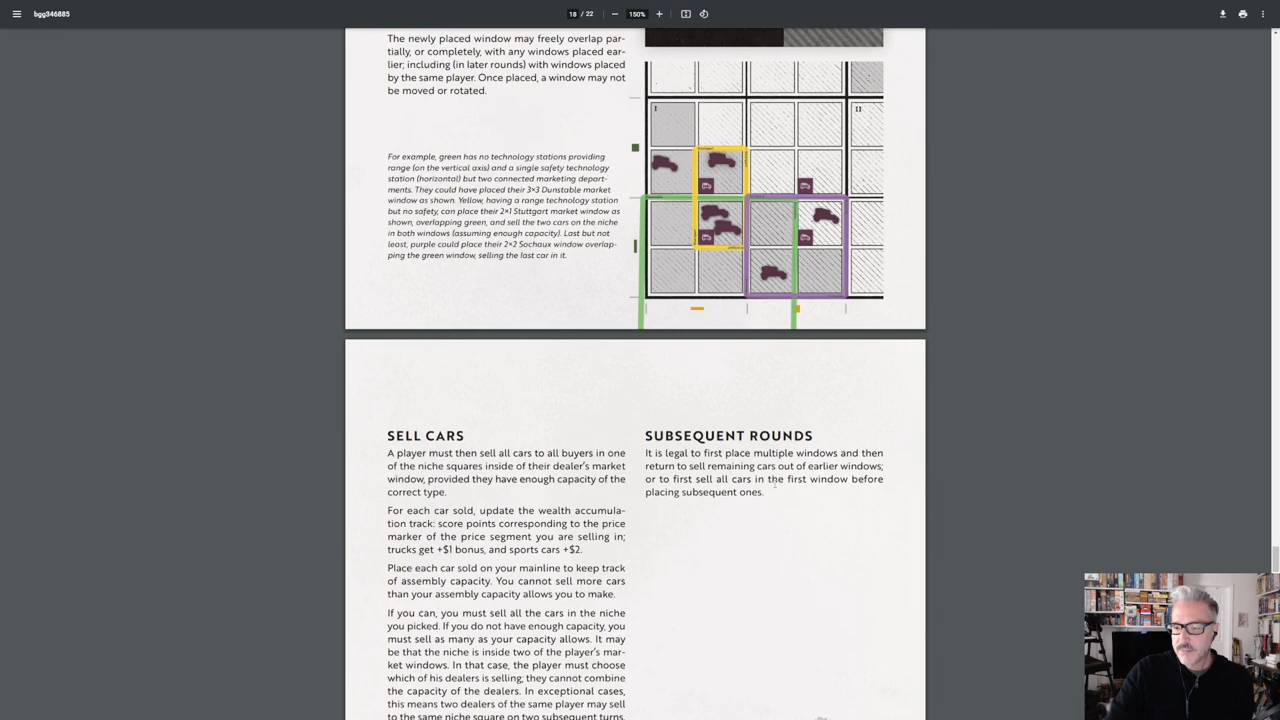 bgg346885
18 / 22
150%
The newly placed window may freely overlap par-
tially, or completely, with any windows placed ear-
lier; including (in later rounds) with windows placed
by the same player. Once placed, a window may not
be moved or rotated.
For example, green has no technology stations providing
range (on the vertical axis) and a single safety technology
station (horizontal) but two connected marketing depart-
ments. They could have placed their 3×3 Dunstable market
window as shown. Yellow, having a range technology station
but no safety, can place their 2×1 Stuttgart market window as
shown, overlapping green, and sell the two cars on the niche
in both windows (assuming enough capacity). Last but not
least, purple could place their 2×2 Sochaux window overlap-
ping the green window, selling the last car in it.
I
II
SELL CARS
A player must then sell all cars to all buyers in one
of the niche squares inside of their dealer's market
window, provided they have enough capacity of the
correct type.
For each car sold, update the wealth accumula-
tion track: score points corresponding to the price
marker of the price segment you are selling in;
trucks get +$1 bonus, and sports cars +$2.
Place each car sold on your mainline to keep track
of assembly capacity. You cannot sell more cars
than your assembly capacity allows you to make.
If you can, you must sell all the cars in the niche
you picked. If you do not have enough capacity, you
must sell as many as your capacity allows. It may
be that the niche is inside two of the player's mar-
ket windows. In that case, the player must choose
which of his dealers is selling; they cannot combine
the capacity of the dealers. In exceptional cases,
this means two dealers of the same player may sell
to the same niche square on two subsequent turns.
SUBSEQUENT ROUNDS
It is legal to first place multiple windows and then
return to sell remaining cars out of earlier windows;
or to first sell all cars in the first window before
placing subsequent ones.